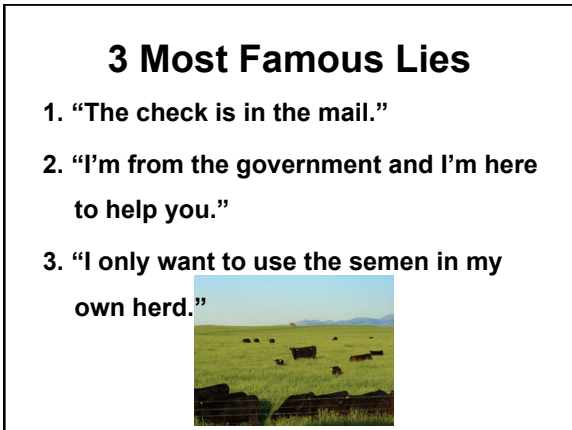 3 Most Famous Lies
1. “The check is in the mail.”
2. “I’m from the government and I’m here
to help you.”
3. “I only want to use the semen in my
own herd.”